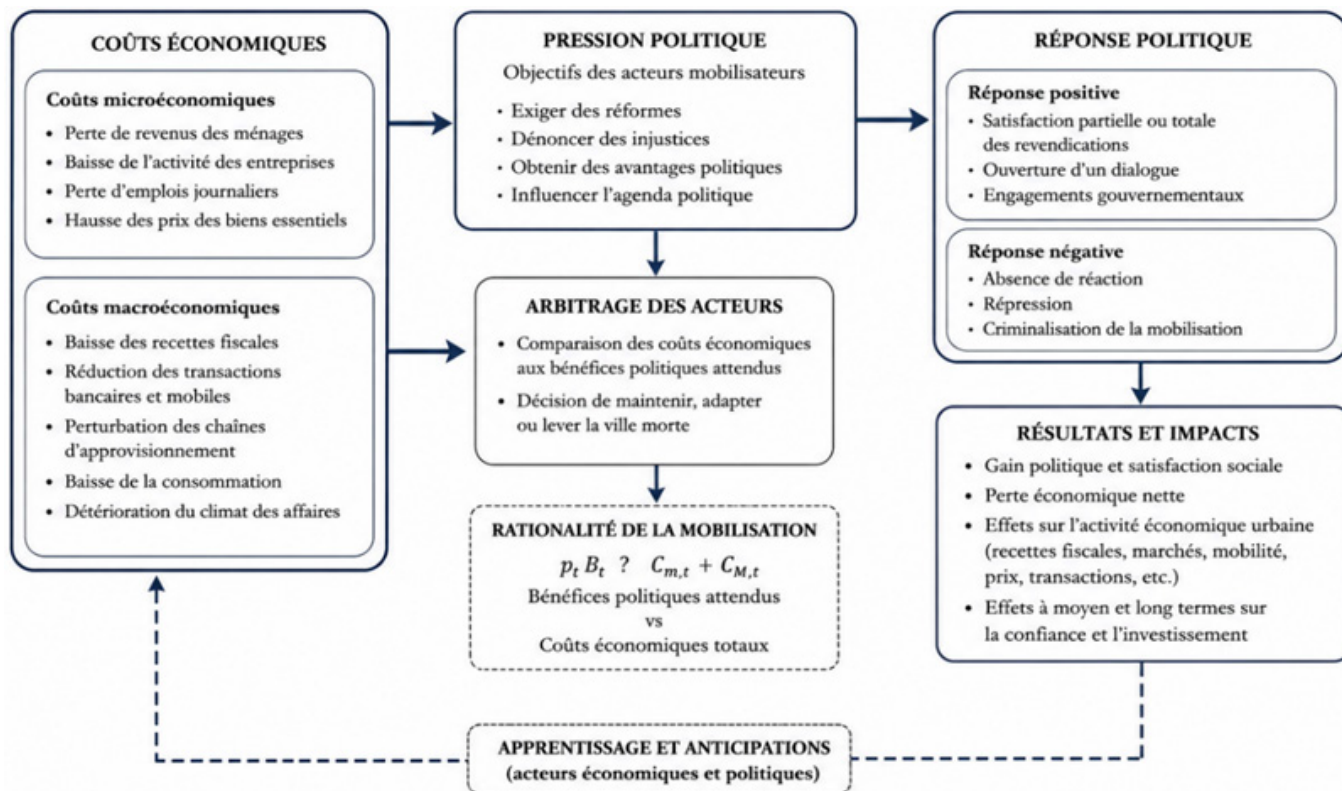 COÛTS ÉCONOMIQUES
Coûts microéconomiques
• Perte de revenus des ménages
• Baisse de l'activité des entreprises
• Perte d'emplois journaliers
• Hausse des prix des biens essentiels
Coûts macroéconomiques
• Baisse des recettes fiscales
• Réduction des transactions
bancaires et mobiles
• Perturbation des chaînes
d'approvisionnement
• Baisse de la consommation
• Détérioration du climat des affaires
PRESSION POLITIQUE
Objectifs des acteurs mobilisateurs
• Exiger des réformes
• Dénoncer des injustices
• Obtenir des avantages politiques
• Influencer l'agenda politique
ARBITRAGE DES ACTEURS
• Comparaison des coûts économiques
aux bénéfices politiques attendus
• Décision de maintenir, adapter
ou lever la ville morte
RATIONALITÉ DE LA MOBILISATION
p_t B_t ? C_{m,t} + C_{M,t}
Bénéfices politiques attendus
vs
Coûts économiques totaux
RÉPONSE POLITIQUE
Réponse positive
• Satisfaction partielle ou totale
des revendications
• Ouverture d'un dialogue
• Engagements gouvernementaux
Réponse négative
• Absence de réaction
• Répression
• Criminalisation de la mobilisation
RÉSULTATS ET IMPACTS
• Gain politique et satisfaction sociale
• Perte économique nette
• Effets sur l'activité économique urbaine
(recettes fiscales, marchés, mobilité,
prix, transactions, etc.)
• Effets à moyen et long termes sur
la confiance et l'investissement
APPRENTISSAGE ET ANTICIPATIONS
(acteurs économiques et politiques)